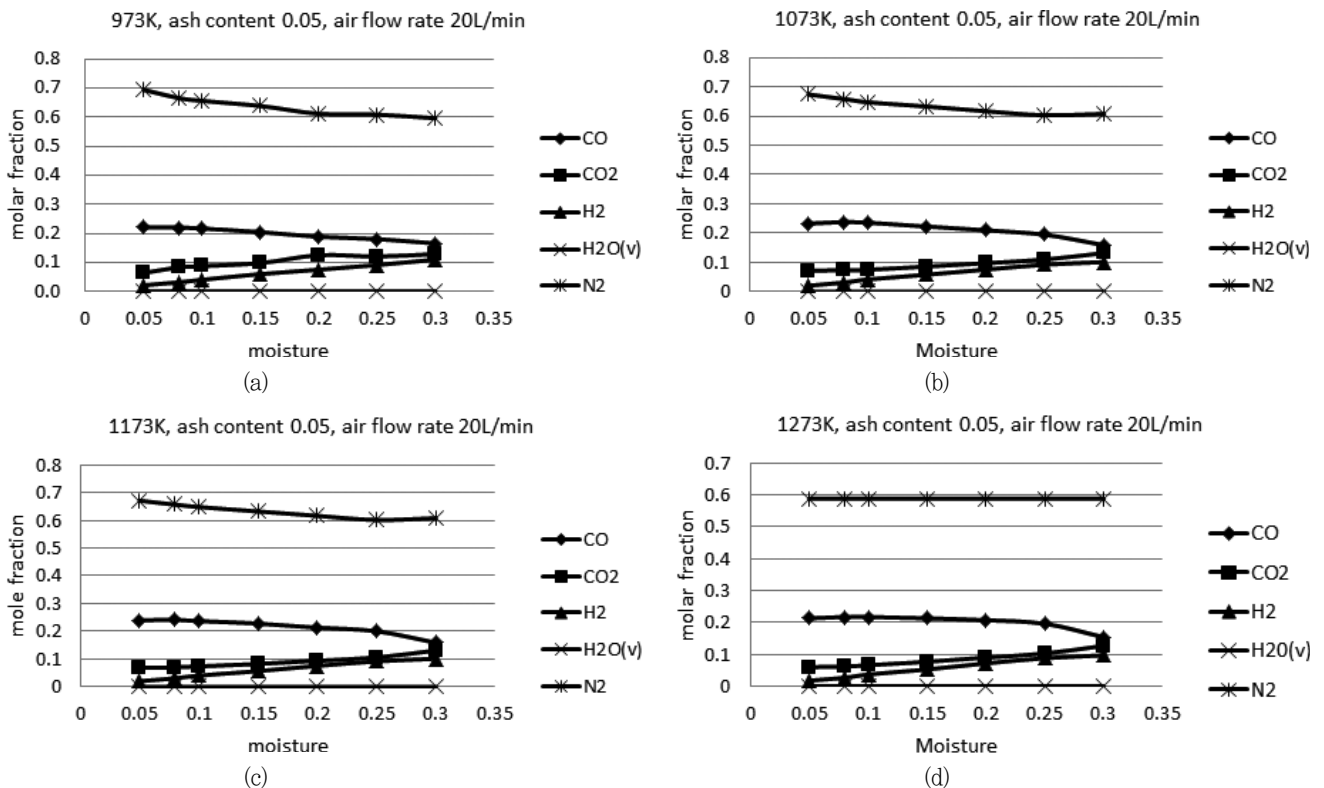 973K, ash content 0.05, air flow rate 20L/min
0.8
0.7
0.6
0.5
0.4
0.3
0.2
0.1
0.0
molar fraction
0 0.05 0.1 0.15 0.2 0.25 0.3 0.35
moisture
CO
CO2
H2
H2O(v)
N2
(a)
1073K, ash content 0.05, air flow rate 20L/min
0.8
0.7
0.6
0.5
0.4
0.3
0.2
0.1
0
molar fraction
0 0.05 0.1 0.15 0.2 0.25 0.3 0.35
Moisture
CO
CO2
H2
H2O(v)
N2
(b)
1173K, ash content 0.05, air flow rate 20L/min
0.8
0.7
0.6
0.5
0.4
0.3
0.2
0.1
0
mole fraction
0 0.05 0.1 0.15 0.2 0.25 0.3 0.35
moisture
CO
CO2
H2
H2O(v)
N2
(c)
1273K, ash content 0.05, air flow rate 20L/min
0.7
0.6
0.5
0.4
0.3
0.2
0.1
0
molar fraction
0 0.05 0.1 0.15 0.2 0.25 0.3 0.35
Moisture
CO
CO2
H2
H20(v)
N2
(d)